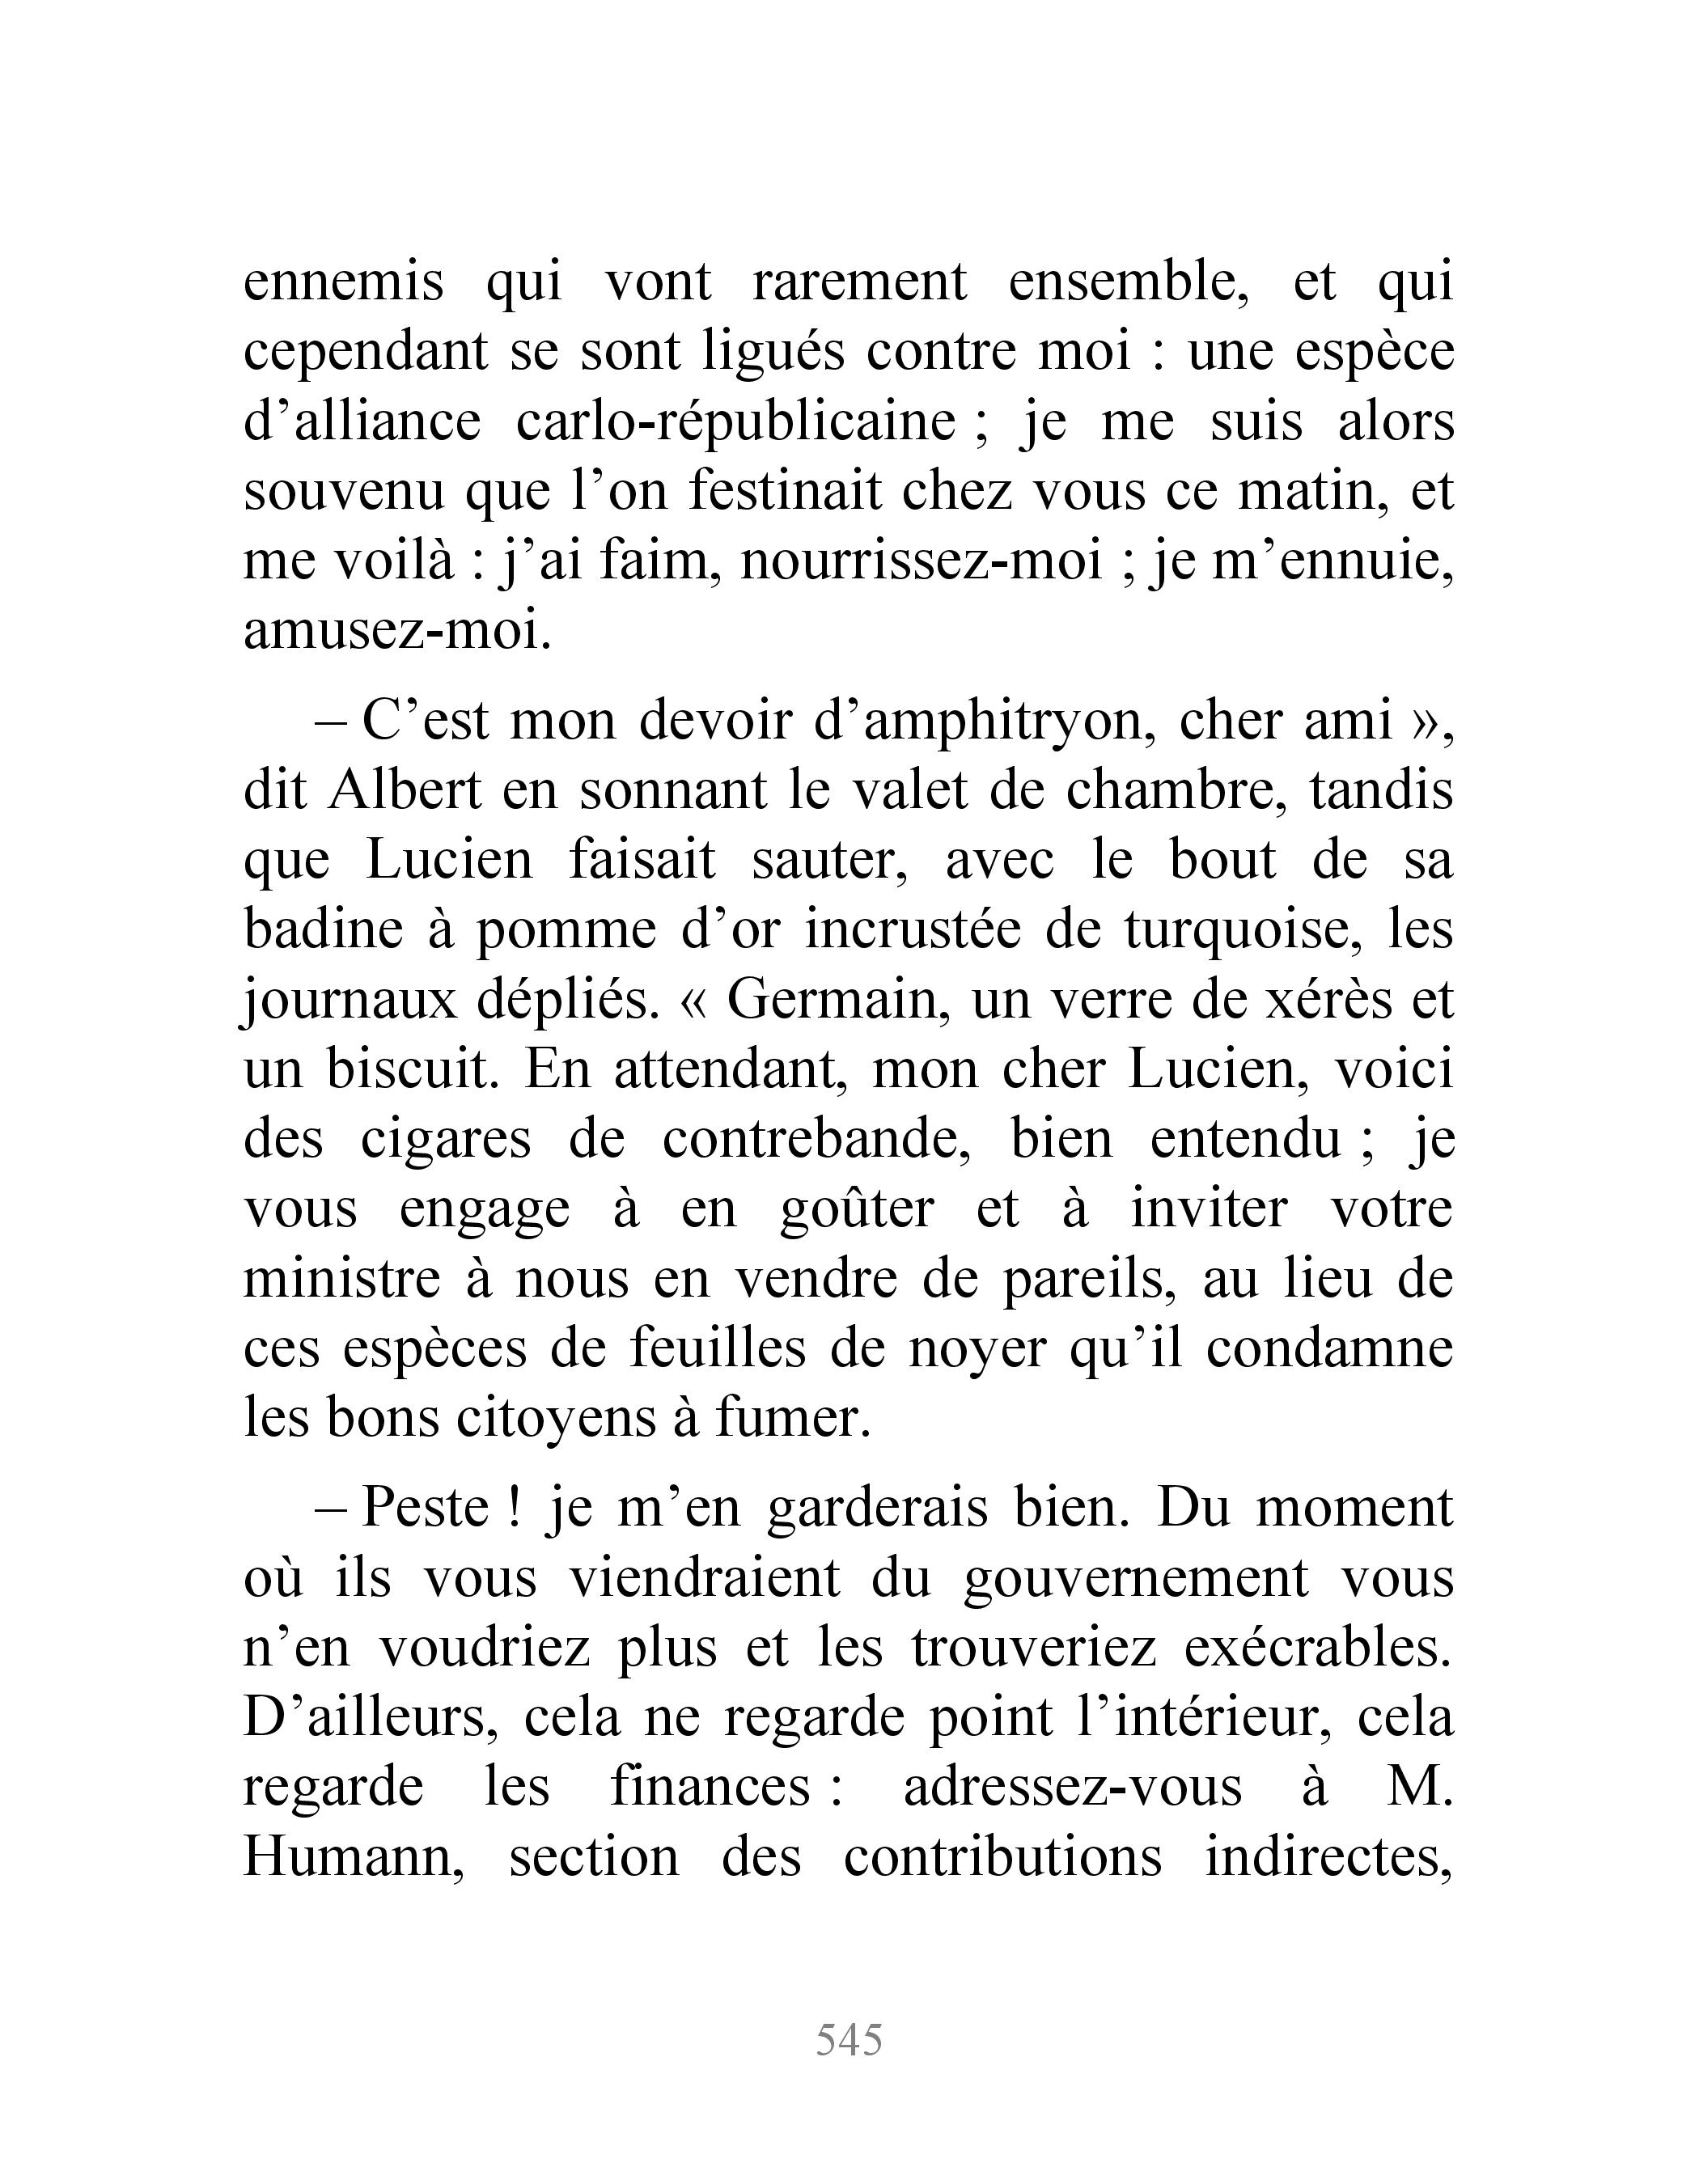 ennemis qui vont rarement ensemble, et qui
cependant se sont ligués contre moi : une espèce
d’alliance carlo-républicaine ; je me suis alors
souvenu que l’on festinait chez vous ce matin, et
me voilà : j’ai faim, nourrissez-moi ; je m’ennuie,
amusez-moi.
– C’est mon devoir d’amphitryon, cher ami »,
dit Albert en sonnant le valet de chambre, tandis
que Lucien faisait sauter, avec le bout de sa
badine à pomme d’or incrustée de turquoise, les
journaux dépliés. « Germain, un verre de xérès et
un biscuit. En attendant, mon cher Lucien, voici
des cigares de contrebande, bien entendu ; je
vous engage à en goûter et à inviter votre
ministre à nous en vendre de pareils, au lieu de
ces espèces de feuilles de noyer qu’il condamne
les bons citoyens à fumer.
– Peste ! je m’en garderais bien. Du moment
où ils vous viendraient du gouvernement vous
n’en voudriez plus et les trouveriez exécrables.
D’ailleurs, cela ne regarde point l’intérieur, cela
regarde les finances : adressez-vous à M.
Humann, section des contributions indirectes,
545